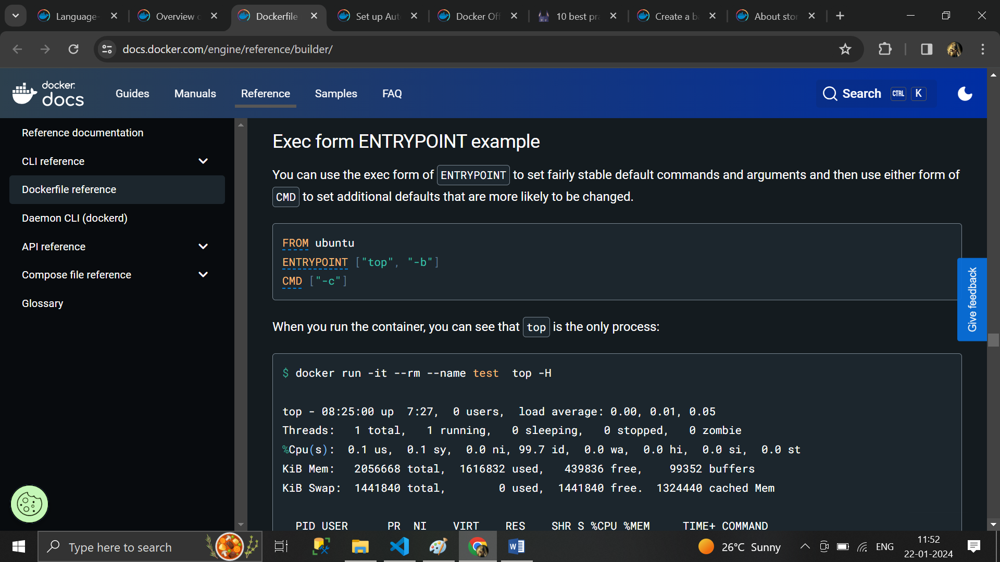 Language-
Overview c
Dockerfile
Set up Aut
Docker Off
10 best pra
Create a ba
About stor
docs.docker.com/engine/reference/builder/
docker
docs
Guides
Manuals
Reference
Samples
FAQ
Search
CTRL
K
Reference documentation
CLI reference
Dockerfile reference
Daemon CLI (dockerd)
API reference
Compose file reference
Glossary
Exec form ENTRYPOINT example
You can use the exec form of ENTRYPOINT to set fairly stable default commands and arguments and then use either form of
CMD to set additional defaults that are more likely to be changed.
FROM ubuntu
ENTRYPOINT ["top", "-b"]
CMD ["-c"]
When you run the container, you can see that top is the only process:
$ docker run -it --rm --name test  top -H
top - 08:25:00 up  7:27,  0 users,  load average: 0.00, 0.01, 0.05
Threads:   1 total,   1 running,   0 sleeping,   0 stopped,   0 zombie
%Cpu(s):  0.1 us,  0.1 sy,  0.0 ni, 99.7 id,  0.0 wa,  0.0 hi,  0.0 si,  0.0 st
KiB Mem:   2056668 total,  1616832 used,   439836 free,    99352 buffers
KiB Swap:  1441840 total,        0 used,  1441840 free.  1324440 cached Mem
PID USER      PR  NI    VIRT    RES    SHR S %CPU %MEM     TIME+ COMMAND
Give feedback
Type here to search
26°C Sunny
ENG
11:52
22-01-2024